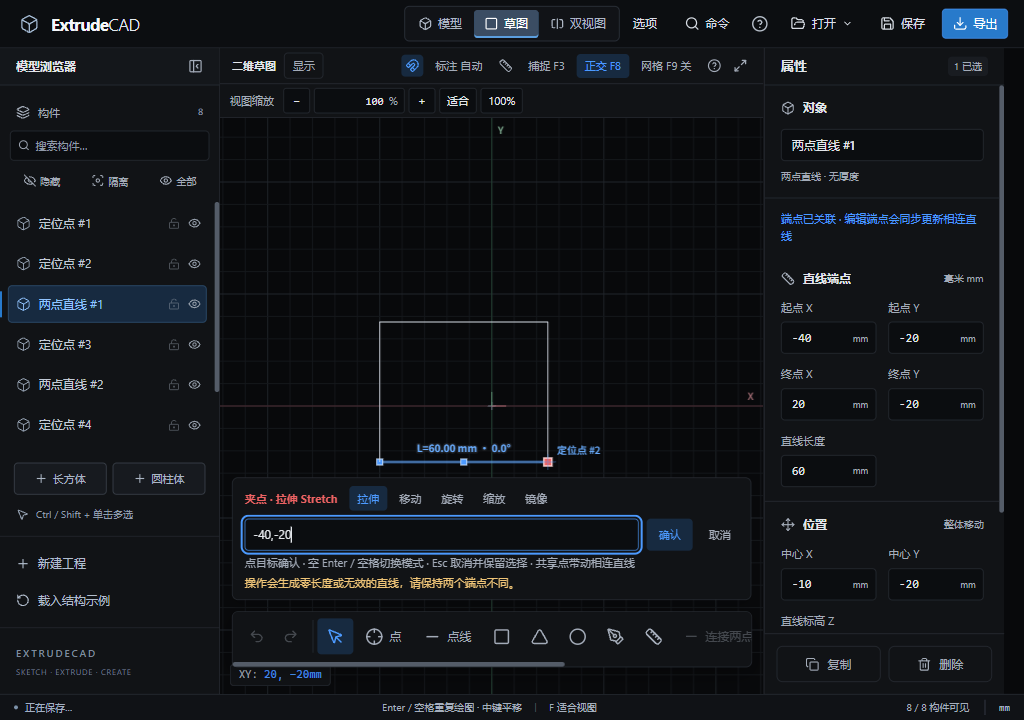 ExtrudeCAD
模型
草图
双视图
选项
命令
打开
保存
导出
模型浏览器
二维草图
显示
标注 自动
捕捉 F3
正交 F8
网格 F9 关
属性
1 已选
构件
8
视图缩放
−
100 %
+
适合
100%
搜索构件...
隐藏
隔离
全部
定位点 #1
定位点 #2
两点直线 #1
定位点 #3
两点直线 #2
定位点 #4
+ 长方体
+ 圆柱体
Ctrl / Shift + 单击多选
+ 新建工程
载入结构示例
EXTRUDECAD
SKETCH · EXTRUDE · CREATE
Y
X
L=60.00 mm · 0.0°
定位点 #2
夹点 · 拉伸 Stretch
拉伸
移动
旋转
缩放
镜像
-40,-20
确认
取消
点目标确认 · 空 Enter / 空格切换模式 · Esc 取消并保留选择 · 共享点带动相连直线
操作会生成零长度或无效的直线，请保持两个端点不同。
点
点线
连接两点
XY: 20, −20mm
对象
两点直线 #1
两点直线 · 无厚度
端点已关联 · 编辑端点会同步更新相连直
线
直线端点
毫米 mm
起点 X
起点 Y
-40 mm
-20 mm
终点 X
终点 Y
20 mm
-20 mm
直线长度
60 mm
位置
整体移动
中心 X
中心 Y
-10 mm
-20 mm
直线标高 Z
复制
删除
正在保存...
Enter / 空格重复绘图 · 中键平移
F 适合视图
8 / 8 构件可见
mm